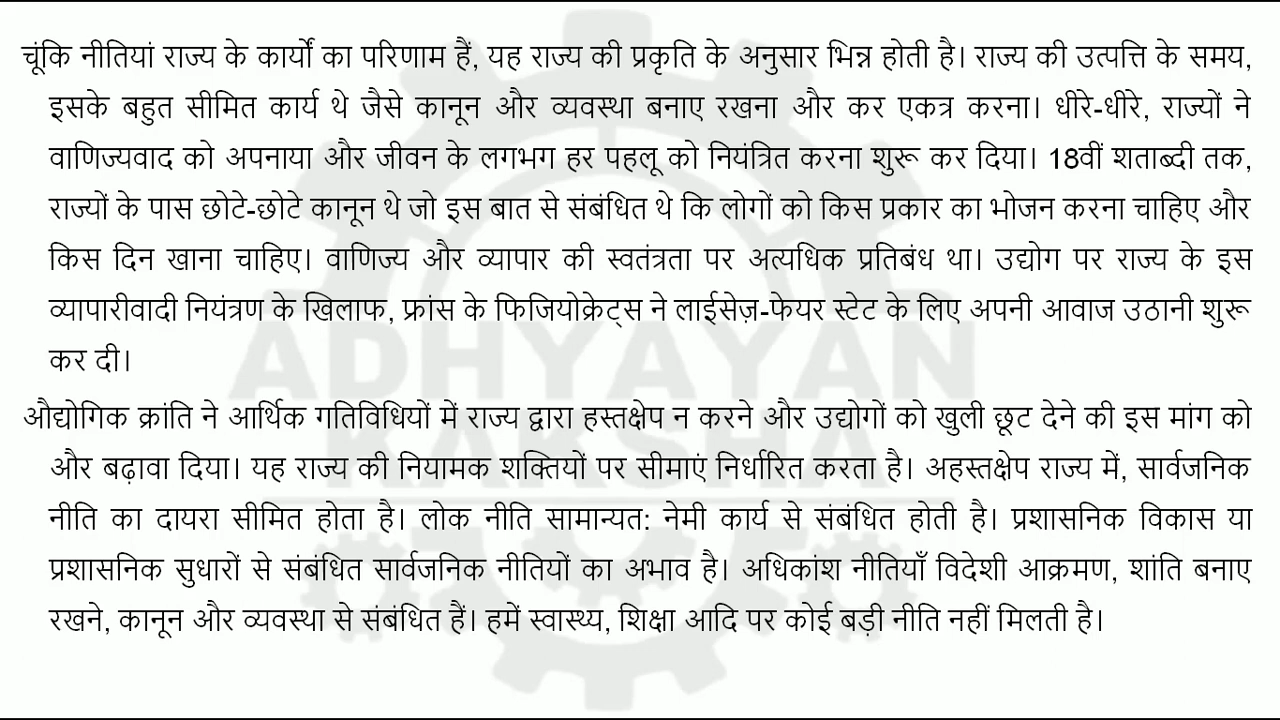 चूंकि नीतियां राज्य के कार्यों का परिणाम हैं, यह राज्य की प्रकृति के अनुसार भिन्न होती है। राज्य की उत्पत्ति के समय,
इसके बहुत सीमित कार्य थे जैसे कानून और व्यवस्था बनाए रखना और कर एकत्र करना। धीरे-धीरे, राज्यों ने
वाणिज्यवाद को अपनाया और जीवन के लगभग हर पहलू को नियंत्रित करना शुरू कर दिया। 18वीं शताब्दी तक,
राज्यों के पास छोटे-छोटे कानून थे जो इस बात से संबंधित थे कि लोगों को किस प्रकार का भोजन करना चाहिए और
किस दिन खाना चाहिए। वाणिज्य और व्यापार की स्वतंत्रता पर अत्यधिक प्रतिबंध था। उद्योग पर राज्य के इस
व्यापारीवादी नियंत्रण के खिलाफ, फ्रांस के फिजियोक्रेट्स ने लाईसेज़-फेयर स्टेट के लिए अपनी आवाज उठानी शुरू
कर दी।
औद्योगिक क्रांति ने आर्थिक गतिविधियों में राज्य द्वारा हस्तक्षेप न करने और उद्योगों को खुली छूट देने की इस मांग को
और बढ़ावा दिया। यह राज्य की नियामक शक्तियों पर सीमाएं निर्धारित करता है। अहस्तक्षेप राज्य में, सार्वजनिक
नीति का दायरा सीमित होता है। लोक नीति सामान्यत: नेमी कार्य से संबंधित होती है। प्रशासनिक विकास या
प्रशासनिक सुधारों से संबंधित सार्वजनिक नीतियों का अभाव है। अधिकांश नीतियाँ विदेशी आक्रमण, शांति बनाए
रखने, कानून और व्यवस्था से संबंधित हैं। हमें स्वास्थ्य, शिक्षा आदि पर कोई बड़ी नीति नहीं मिलती है।
ADHYAYAN
KAKSHA